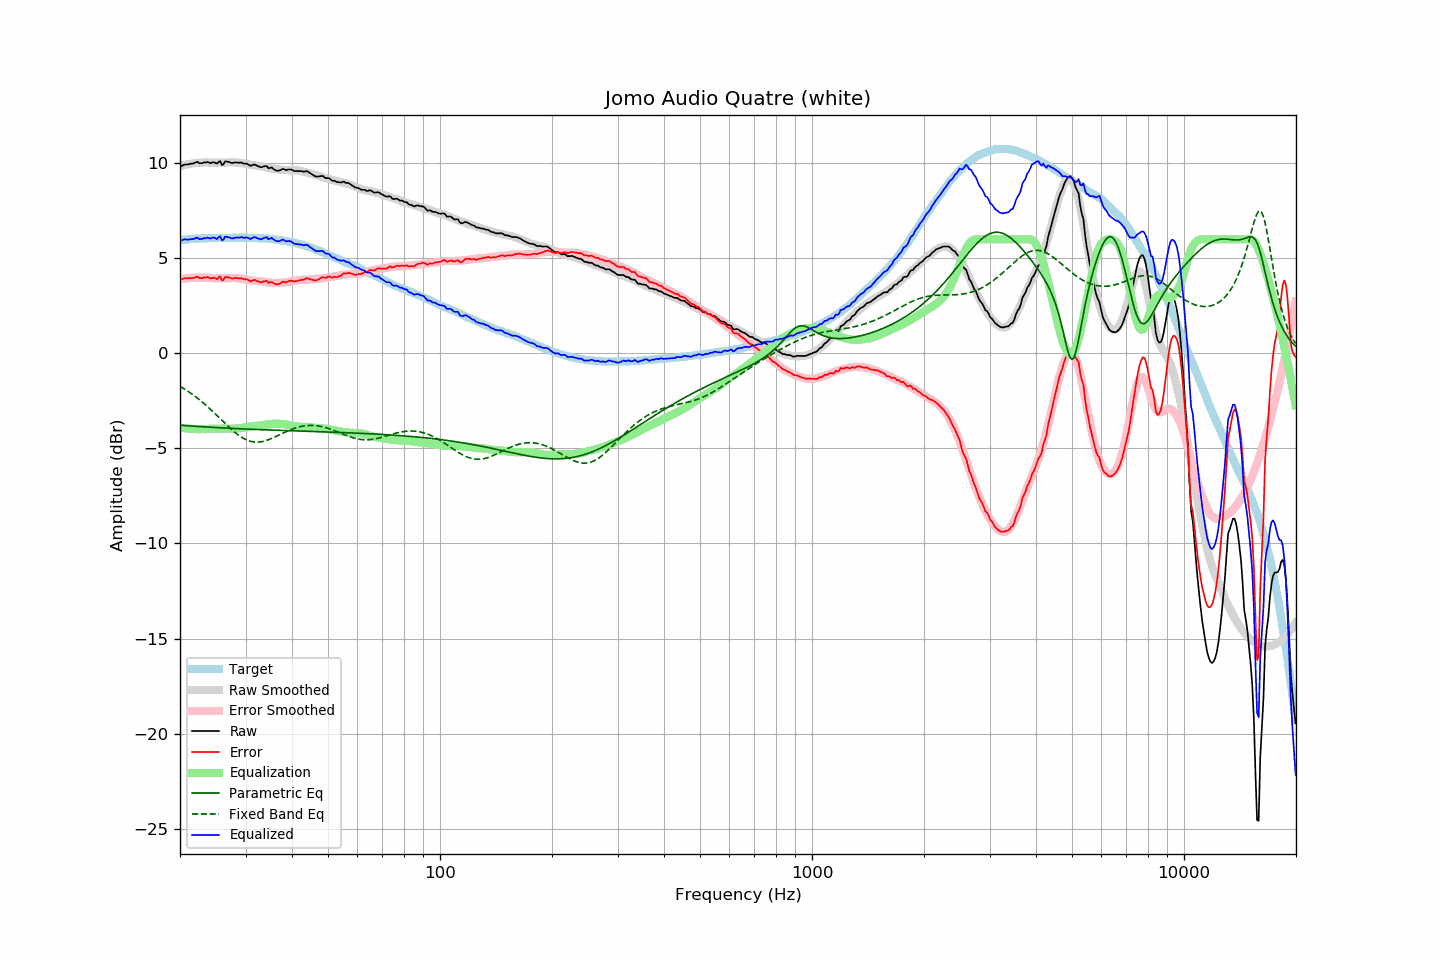 Jomo Audio Quatre (white)
10
5
0
−5
−10
−15
−20
−25
Amplitude (dBr)
Target
Raw Smoothed
Error Smoothed
Raw
Error
Equalization
Parametric Eq
Fixed Band Eq
Equalized
100
1000
10000
Frequency (Hz)